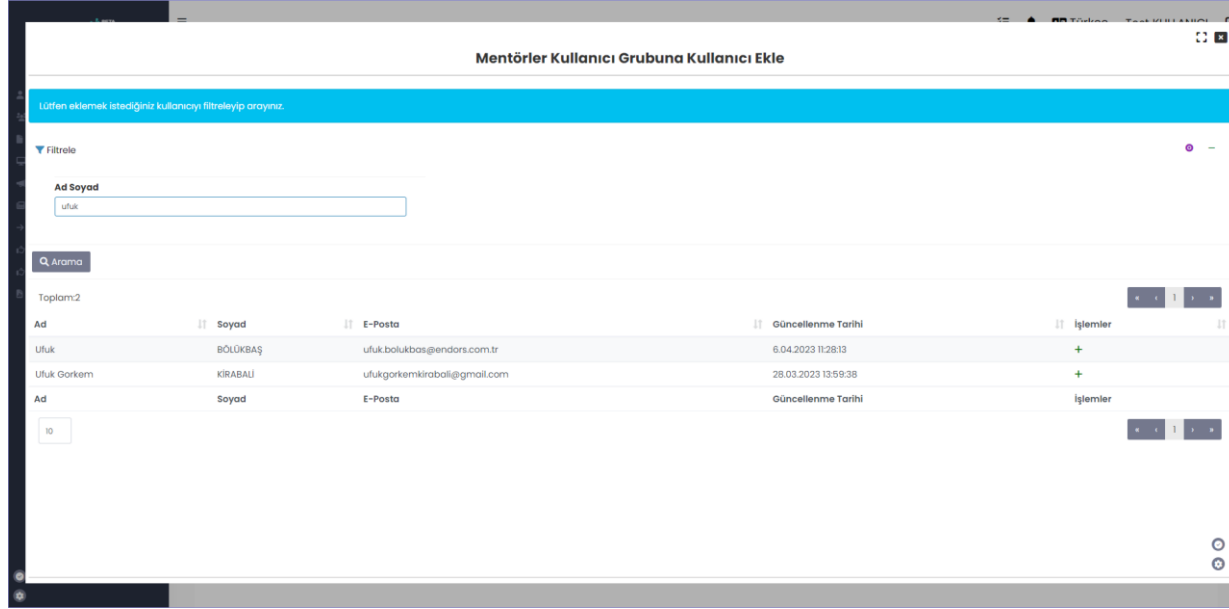 Mentörler Kullanıcı Grubuna Kullanıcı Ekle
Lütfen eklemek istediğiniz kullanıcıyı filtreleyip arayınız.
Filtrele
Ad Soyad
ufuk
Arama
Toplam:2
« ‹ 1 › »
Ad Soyad E-Posta Güncellenme Tarihi İşlemler
Ufuk BÖLÜKBAŞ ufuk.bolukbas@endors.com.tr 6.04.2023 11:28:13 +
Ufuk Gorkem KİRABALİ ufukgorkemkirabali@gmail.com 28.03.2023 13:59:38 +
Ad Soyad E-Posta Güncellenme Tarihi İşlemler
10
« ‹ 1 › »